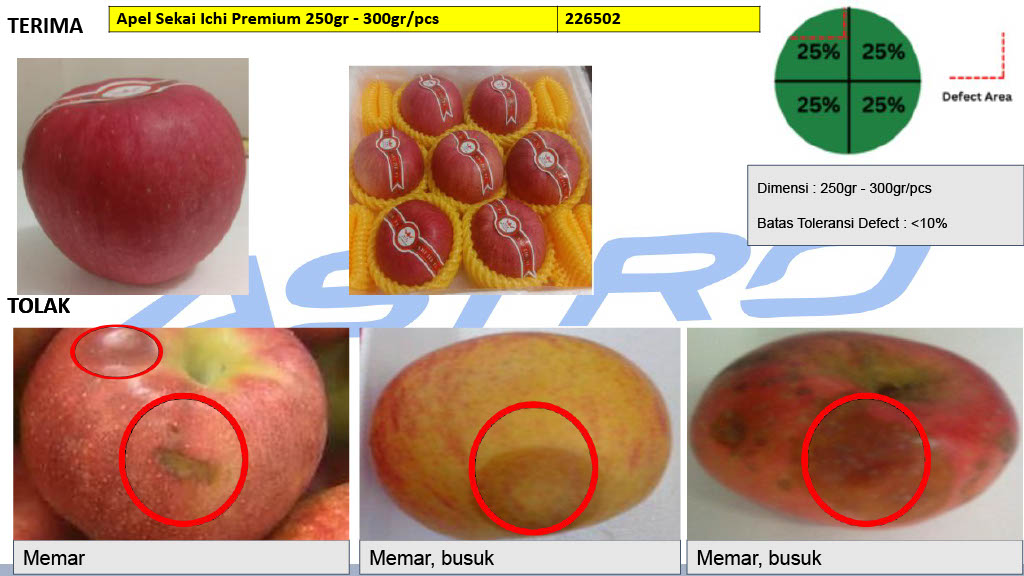 TERIMA
Apel Sekai Ichi Premium 250gr - 300gr/pcs
226502
25% 25%
25% 25%
Defect Area
Dimensi : 250gr - 300gr/pcs
Batas Toleransi Defect : <10%
ASTRO
TOLAK
Memar
Memar, busuk
Memar, busuk